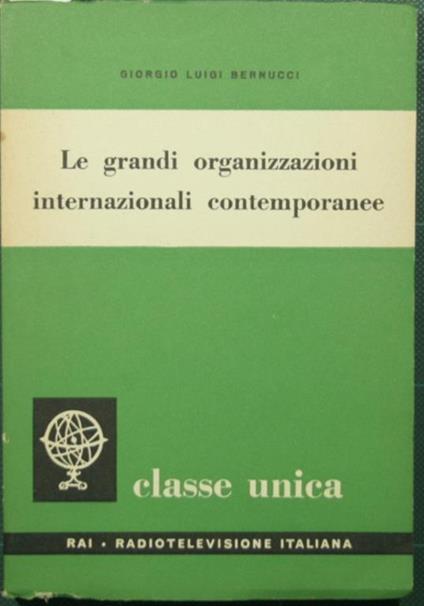 GIORGIO LUIGI BERNUCCI
Le grandi organizzazioni
internazionali contemporanee
classe unica
RAI • RADIOTELEVISIONE ITALIANA